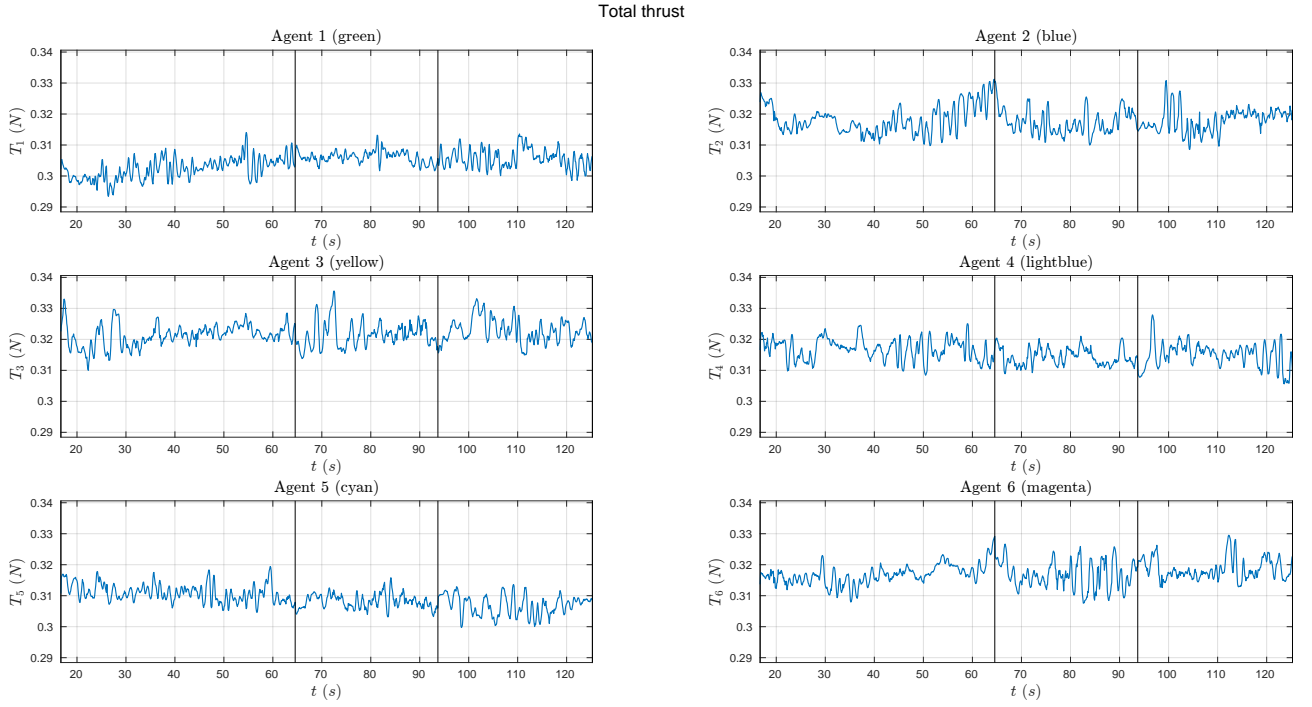 Total thrust
Agent 1 (green)
0.34
0.33
0.32
0.31
0.3
0.29
T1 (N)
20 30 40 50 60 70 80 90 100 110 120
t (s)
Agent 2 (blue)
0.34
0.33
0.32
0.31
0.3
0.29
T2 (N)
20 30 40 50 60 70 80 90 100 110 120
t (s)
Agent 3 (yellow)
0.34
0.33
0.32
0.31
0.3
0.29
T3 (N)
20 30 40 50 60 70 80 90 100 110 120
t (s)
Agent 4 (lightblue)
0.34
0.33
0.32
0.31
0.3
0.29
T4 (N)
20 30 40 50 60 70 80 90 100 110 120
t (s)
Agent 5 (cyan)
0.34
0.33
0.32
0.31
0.3
0.29
T5 (N)
20 30 40 50 60 70 80 90 100 110 120
t (s)
Agent 6 (magenta)
0.34
0.33
0.32
0.31
0.3
0.29
T6 (N)
20 30 40 50 60 70 80 90 100 110 120
t (s)